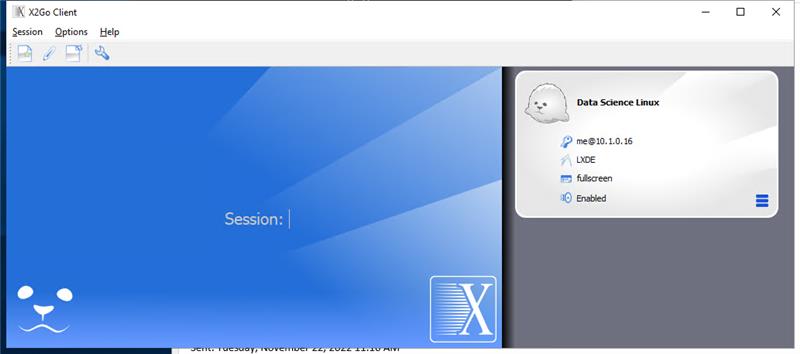 X2Go Client
Session Options Help
Session:
Data Science Linux
me@10.1.0.16
LXDE
fullscreen
Enabled
X
Sent: Tuesday, November 22, 2022 11:10 AM